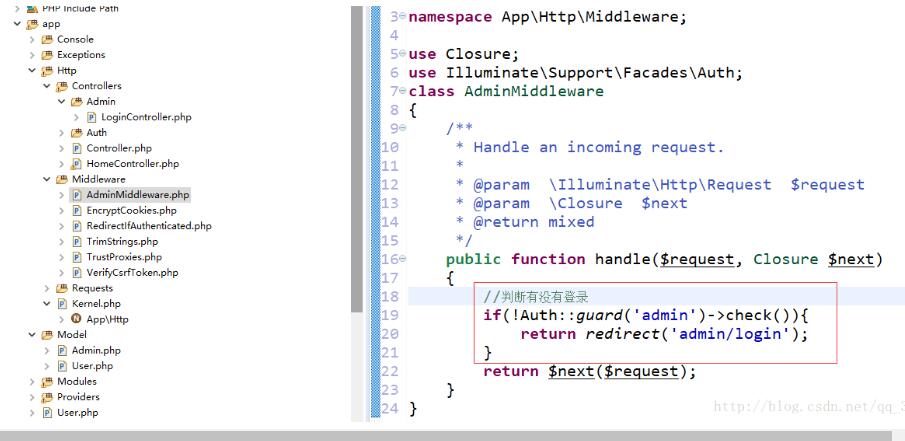 PHP Include Path
app
Console
Exceptions
Http
Controllers
Admin
LoginController.php
Auth
Controller.php
HomeController.php
Middleware
AdminMiddleware.php
EncryptCookies.php
RedirectIfAuthenticated.php
TrimStrings.php
TrustProxies.php
VerifyCsrfToken.php
Requests
Kernel.php
App\Http
Model
Admin.php
User.php
Modules
Providers
User.php
3 namespace App\Http\Middleware;
4
5 use Closure;
6 use Illuminate\Support\Facades\Auth;
7 class AdminMiddleware
8 {
9 /**
10 * Handle an incoming request.
11 *
12 * @param \Illuminate\Http\Request $request
13 * @param \Closure $next
14 * @return mixed
15 */
16 public function handle($request, Closure $next)
17 {
18 //判断有没有登录
19 if(!Auth::guard('admin')->check()){
20 return redirect('admin/login');
21 }
22 return $next($request);
23 }
24 }
http://blog.csdn.net/qq_3